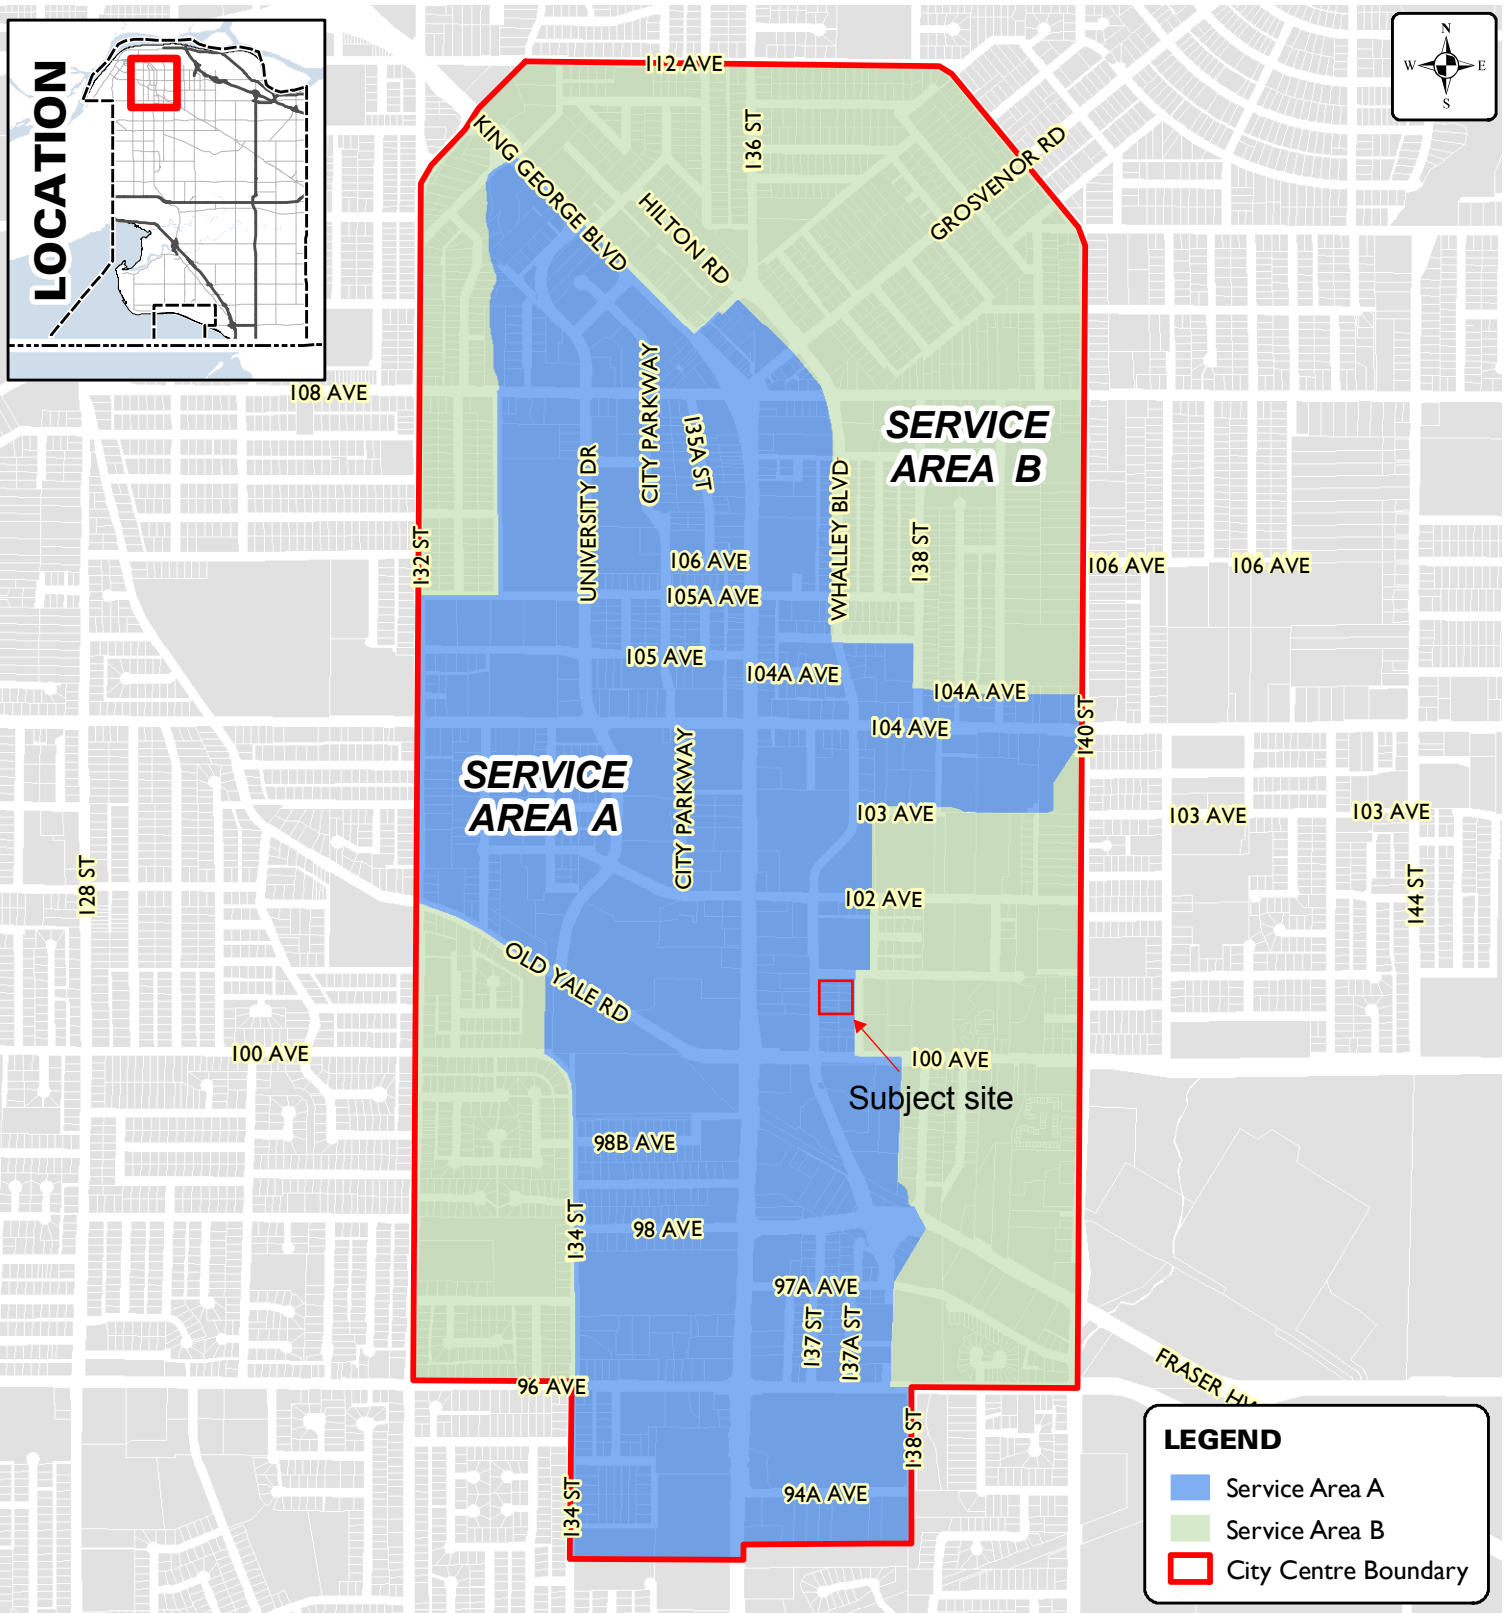 LOCATION
N
W
E
S
112 AVE
KING GEORGE BLVD
136 ST
HILTON RD
GROSVENOR RD
108 AVE
CITY PARKWAY
135A ST
UNIVERSITY DR
WHALLEY BLVD
SERVICE
AREA B
132 ST
138 ST
106 AVE
106 AVE
106 AVE
105A AVE
105 AVE
104A AVE
104A AVE
104 AVE
140 ST
SERVICE
AREA A
CITY PARKWAY
103 AVE
103 AVE
103 AVE
128 ST
102 AVE
144 ST
OLD YALE RD
100 AVE
100 AVE
Subject site
98B AVE
134 ST
98 AVE
97A AVE
137 ST
137A ST
96 AVE
FRASER HW
138 ST
134 ST
94A AVE
LEGEND
Service Area A
Service Area B
City Centre Boundary